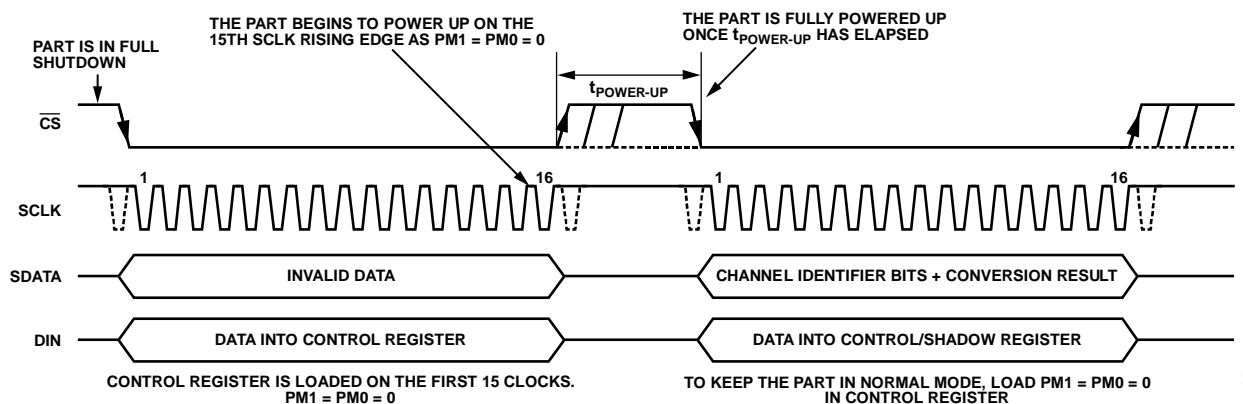 THE PART BEGINS TO POWER UP ON THE
15TH SCLK RISING EDGE AS PM1 = PM0 = 0
THE PART IS FULLY POWERED UP
ONCE tPOWER-UP HAS ELAPSED
PART IS IN FULL
SHUTDOWN
tPOWER-UP
CS
1
16
1
16
SCLK
SDATA
INVALID DATA
CHANNEL IDENTIFIER BITS + CONVERSION RESULT
DIN
DATA INTO CONTROL REGISTER
DATA INTO CONTROL/SHADOW REGISTER
CONTROL REGISTER IS LOADED ON THE FIRST 15 CLOCKS.
PM1 = PM0 = 0
TO KEEP THE PART IN NORMAL MODE, LOAD PM1 = PM0 = 0
IN CONTROL REGISTER